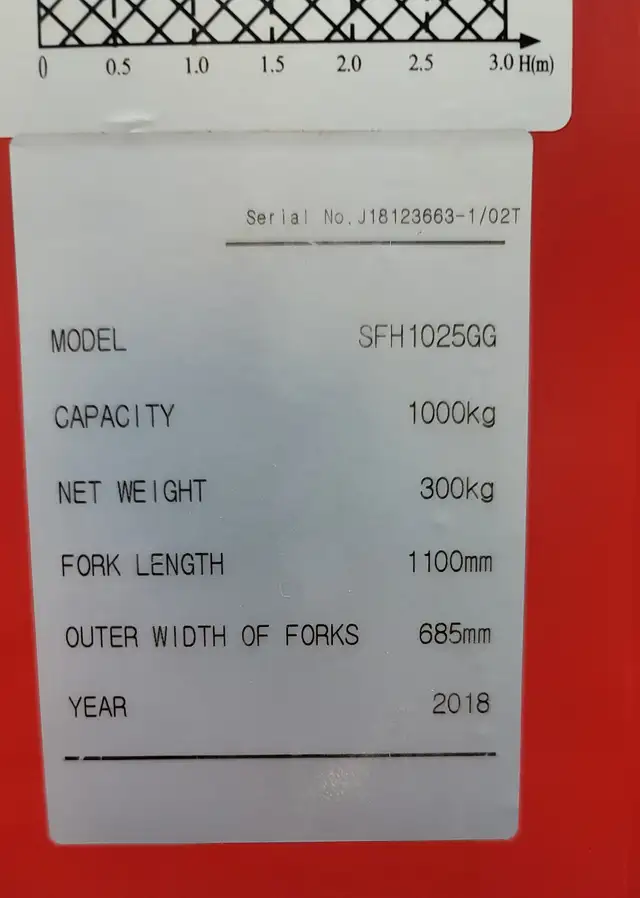 0 0.5 1.0 1.5 2.0 2.5 3.0 H(m)
Serial No. J18123663-1/02T
MODEL SFH1025GG
CAPACITY 1000kg
NET WEIGHT 300kg
FORK LENGTH 1100mm
OUTER WIDTH OF FORKS 685mm
YEAR 2018